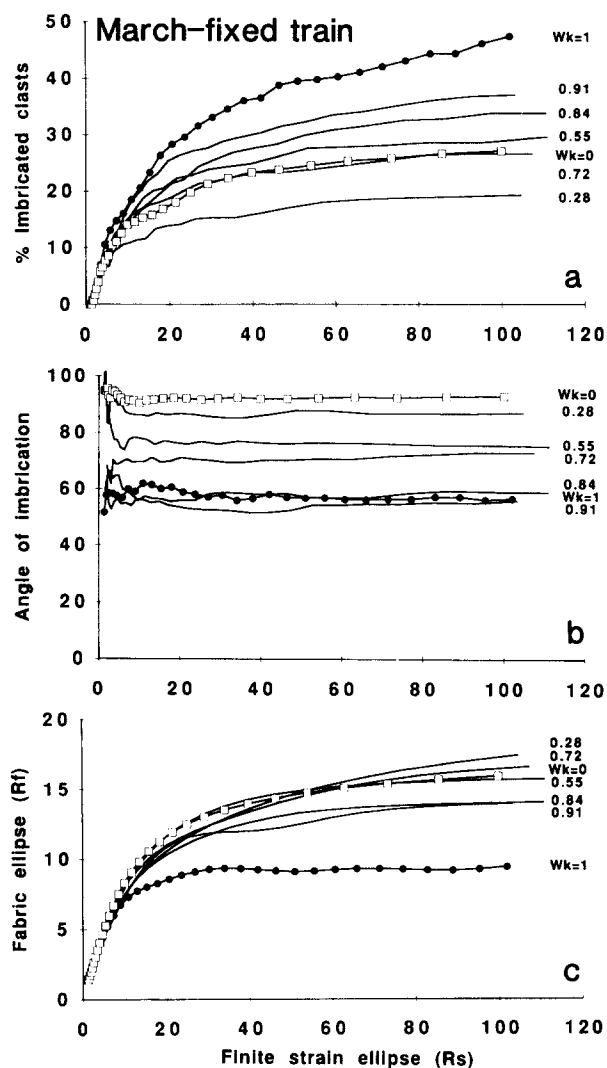 March-fixed train
50
40
30
20
10
0
% Imbricated clasts
Wk=1
0.91
0.84
0.55
Wk=0
0.72
0.28
a
0 20 40 60 80 100 120
100
80
60
40
20
0
Angle of imbrication
Wk=0
0.28
0.55
0.72
0.84
Wk=1
0.91
b
0 20 40 60 80 100 120
20
15
10
5
0
Fabric ellipse (Rf)
0.28
0.72
Wk=0
0.55
0.84
0.91
Wk=1
c
0 20 40 60 80 100 120
Finite strain ellipse (Rs)